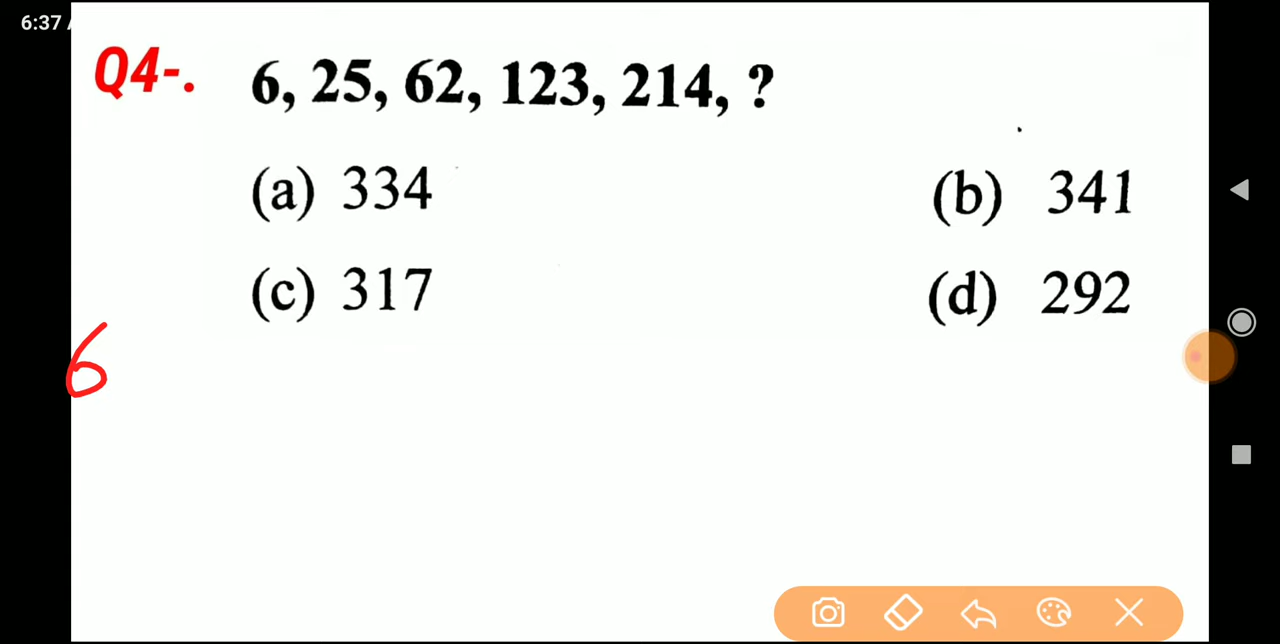 6:37
Q4-. 6, 25, 62, 123, 214, ?
(a) 334 (b) 341
(c) 317 (d) 292
6